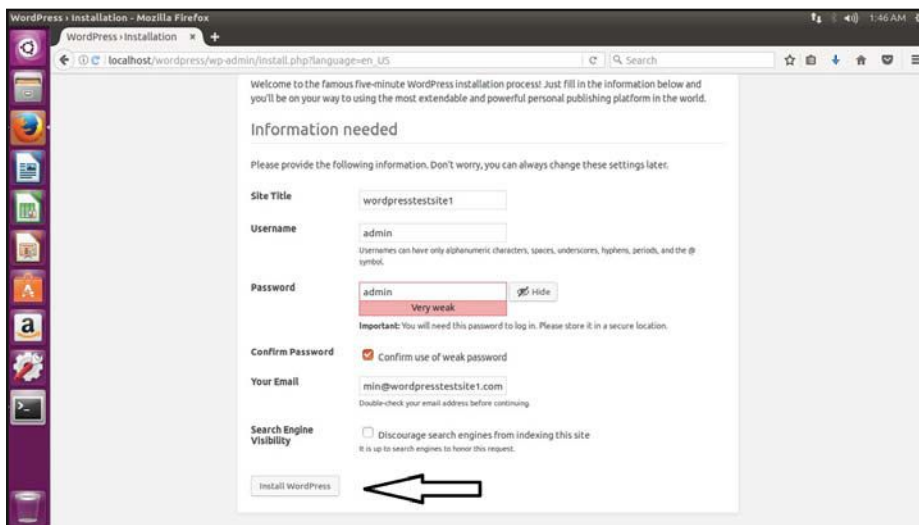 WordPress › Installation - Mozilla Firefox
1:46 AM
WordPress › Installation
localhost/wordpress/wp-admin/install.php?language=en_US
Search
Welcome to the famous five-minute WordPress installation process! Just fill in the information below and
you'll be on your way to using the most extendable and powerful personal publishing platform in the world.
Information needed
Please provide the following information. Don't worry, you can always change these settings later.
Site Title
wordpresstestsite1
Username
admin
Usernames can have only alphanumeric characters, spaces, underscores, hyphens, periods, and the @
symbol.
Password
admin
Hide
Very weak
Important: You will need this password to log in. Please store it in a secure location.
Confirm Password
Confirm use of weak password
Your Email
min@wordpresstestsite1.com
Double-check your email address before continuing.
Search Engine
Visibility
Discourage search engines from indexing this site
It is up to search engines to honor this request.
Install WordPress